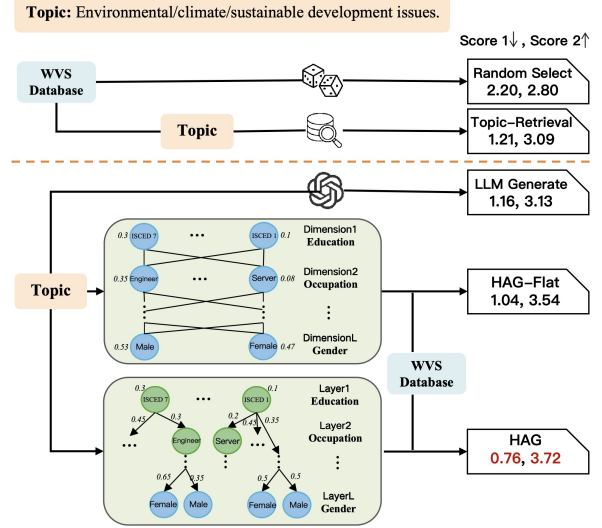 Topic: Environmental/climate/sustainable development issues.
Score 1↓, Score 2↑
WVS
Database
Random Select
2.20, 2.80
Topic
Topic-Retrieval
1.21, 3.09
LLM Generate
1.16, 3.13
Topic
0.3
ISCED 7
...
ISCED 1
0.1
Dimension1
Education
0.35
Engineer
...
Server
0.08
Dimension2
Occupation
0.53
Male
Female
0.47
DimensionL
Gender
HAG-Flat
1.04, 3.54
WVS
Database
0.3
ISCED 7
...
0.1
ISCED 1
Layer1
Education
0.45
0.3
0.2
0.45
0.35
...
Engineer
Server
...
Layer2
Occupation
0.65
0.35
0.5
0.5
Female
Male
Female
Male
LayerL
Gender
HAG
0.76, 3.72